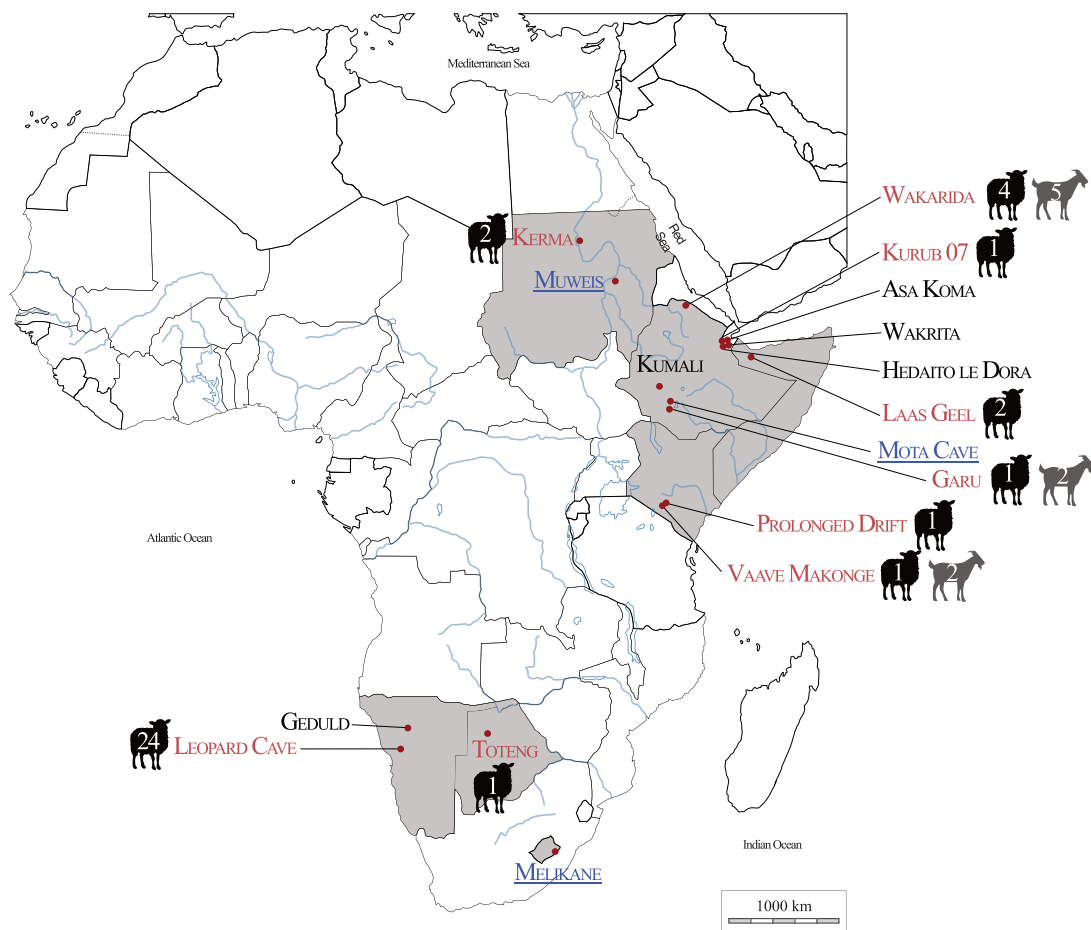 Mediterranean Sea
WAKARIDA 4 5
2 KERMA
Red
Sea
KURUB 07 1
MUWEIS
ASA KOMA
WAKRITA
KUMALI
HEDAITO LE DORA
LAAS GEEL 2
MOTA CAVE
GARU 1 2
PROLONGED DRIFT 1
Atlantic Ocean
VAAVE MAKONGE 1 2
GEDULD
24 LEOPARD CAVE
TOTENG
1
Indian Ocean
MELIKANE
1000 km